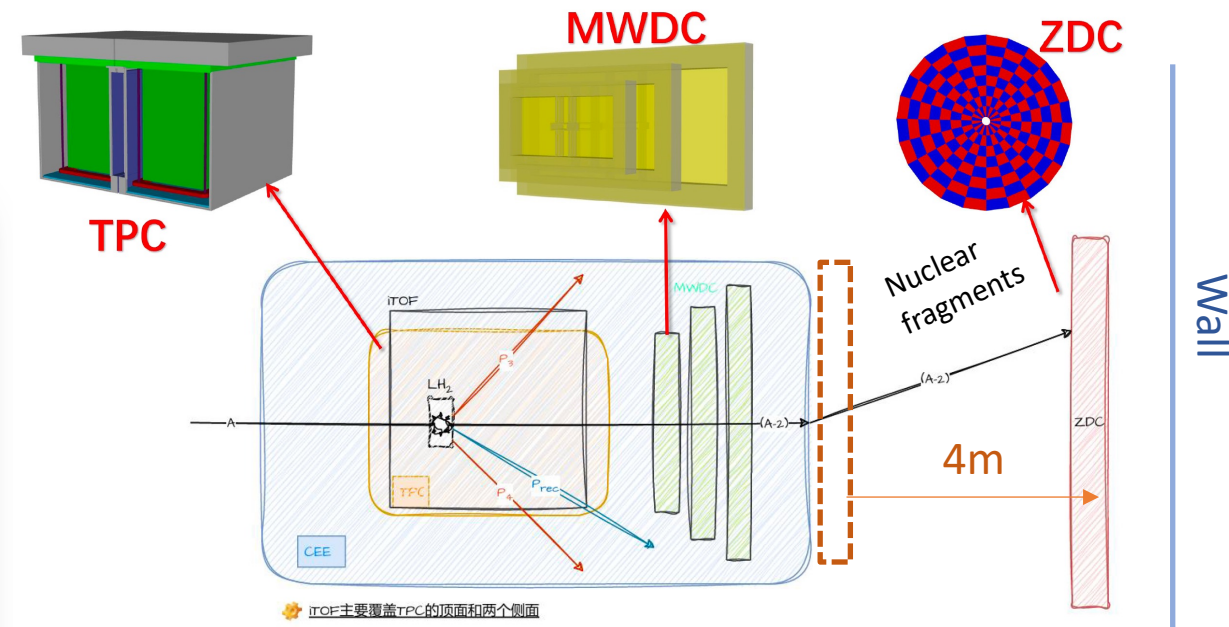 MWDC
ZDC
TPC
Nuclear
fragments
Wall
iTOF
MWDC
P3
LH2
A
(A-2)
(A-2)
ZDC
4m
TPC
P4
Prec
CEE
iTOF主要覆盖TPC的顶面和两个侧面